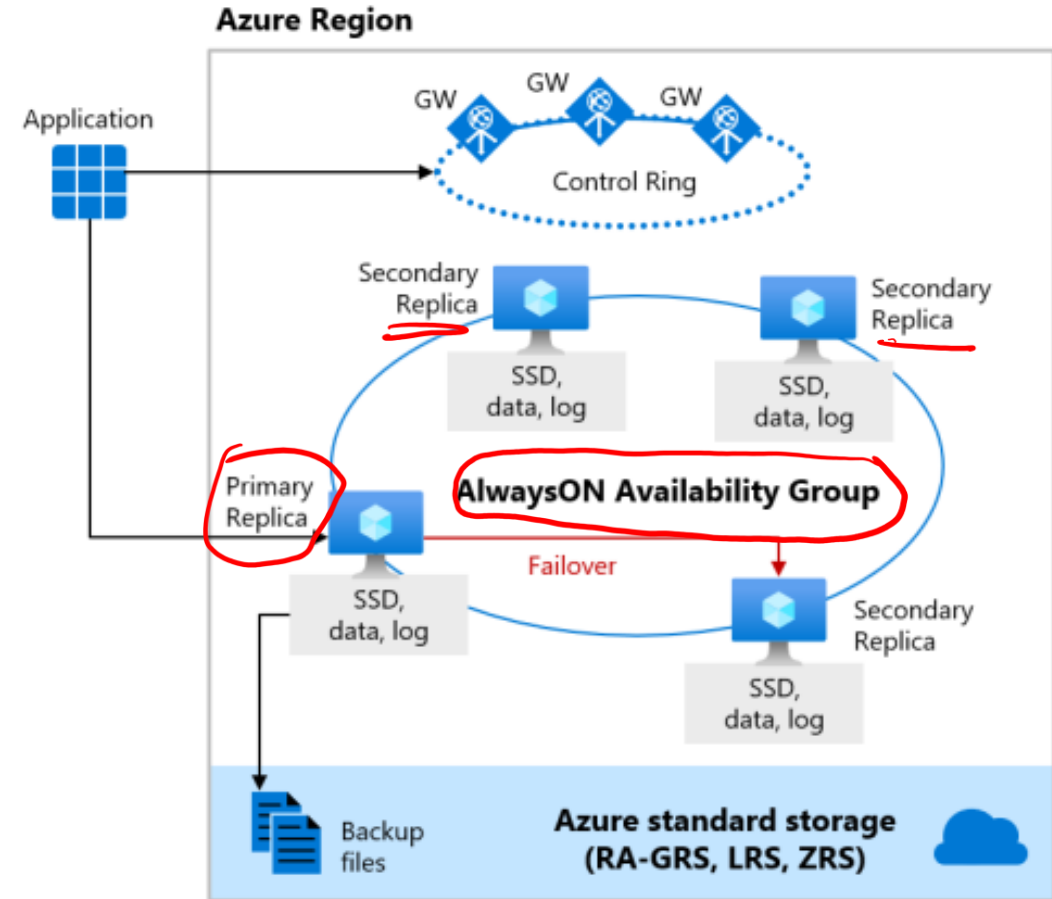 Azure Region
Application
GW
GW
GW
Control Ring
Secondary
Replica
SSD,
data, log
Secondary
Replica
SSD,
data, log
AlwaysON Availability Group
Primary
Replica
SSD,
data, log
Failover
Secondary
Replica
SSD,
data, log
Backup
files
Azure standard storage
(RA-GRS, LRS, ZRS)